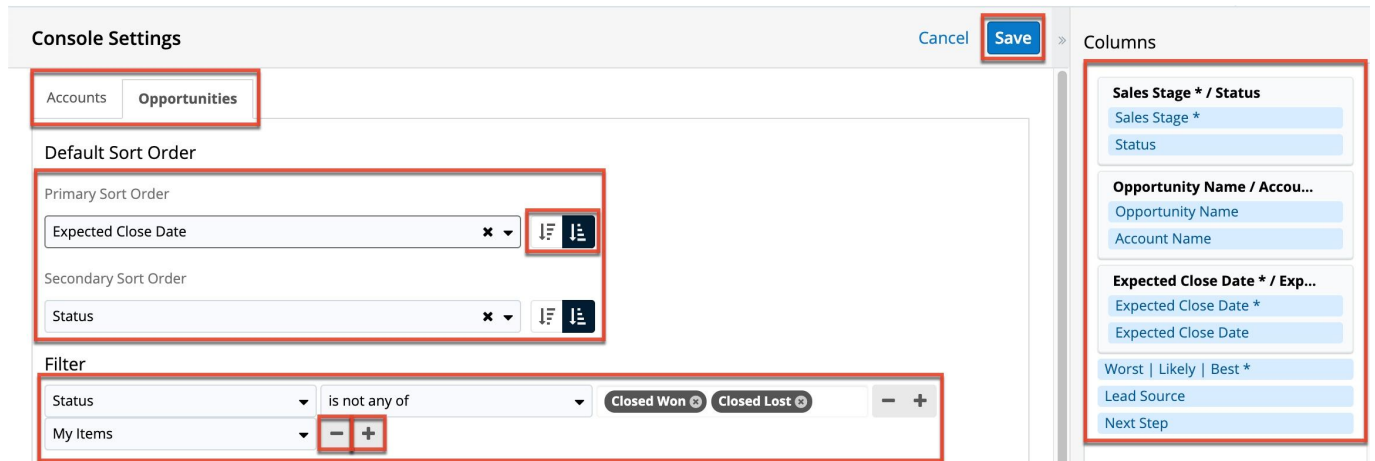 Console Settings
Cancel
Save
Accounts
Opportunities
Default Sort Order
Primary Sort Order
Expected Close Date
Secondary Sort Order
Status
Filter
Status
is not any of
Closed Won
Closed Lost
My Items
Columns
Sales Stage * / Status
Sales Stage *
Status
Opportunity Name / Accou...
Opportunity Name
Account Name
Expected Close Date * / Exp...
Expected Close Date *
Expected Close Date
Worst | Likely | Best *
Lead Source
Next Step